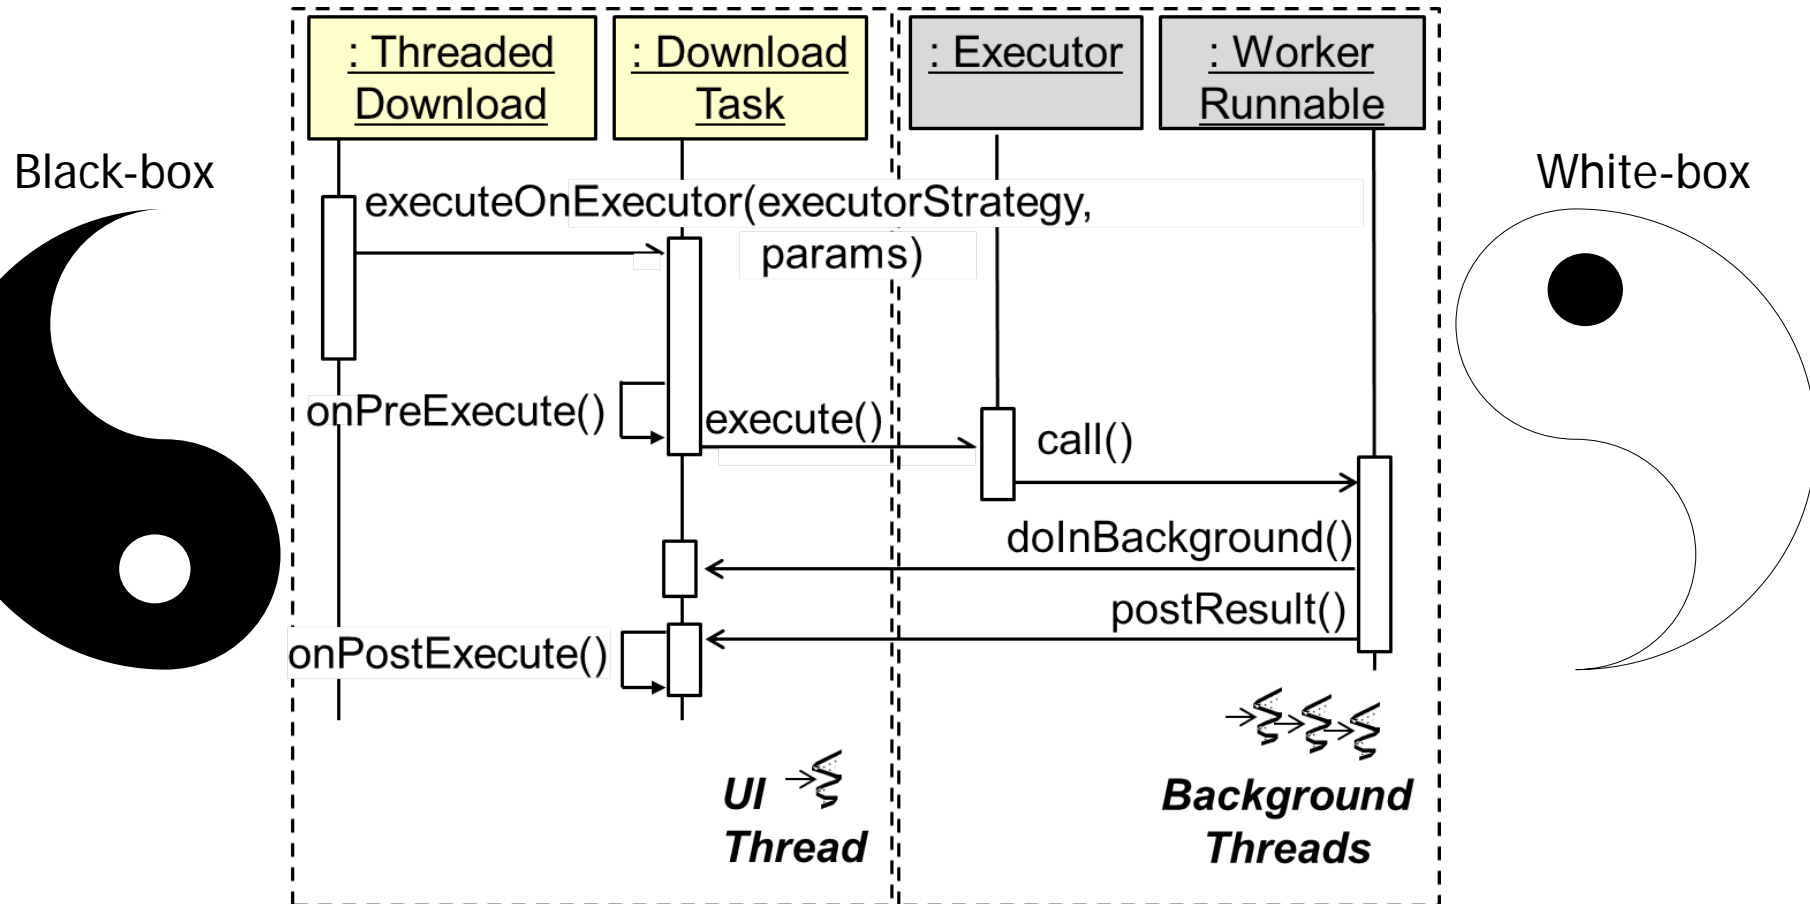 : Threaded
Download
: Download
Task
: Executor
: Worker
Runnable
Black-box
White-box
executeOnExecutor(executorStrategy,
params)
onPreExecute()
execute()
call()
doInBackground()
postResult()
onPostExecute()
UI
Thread
Background
Threads